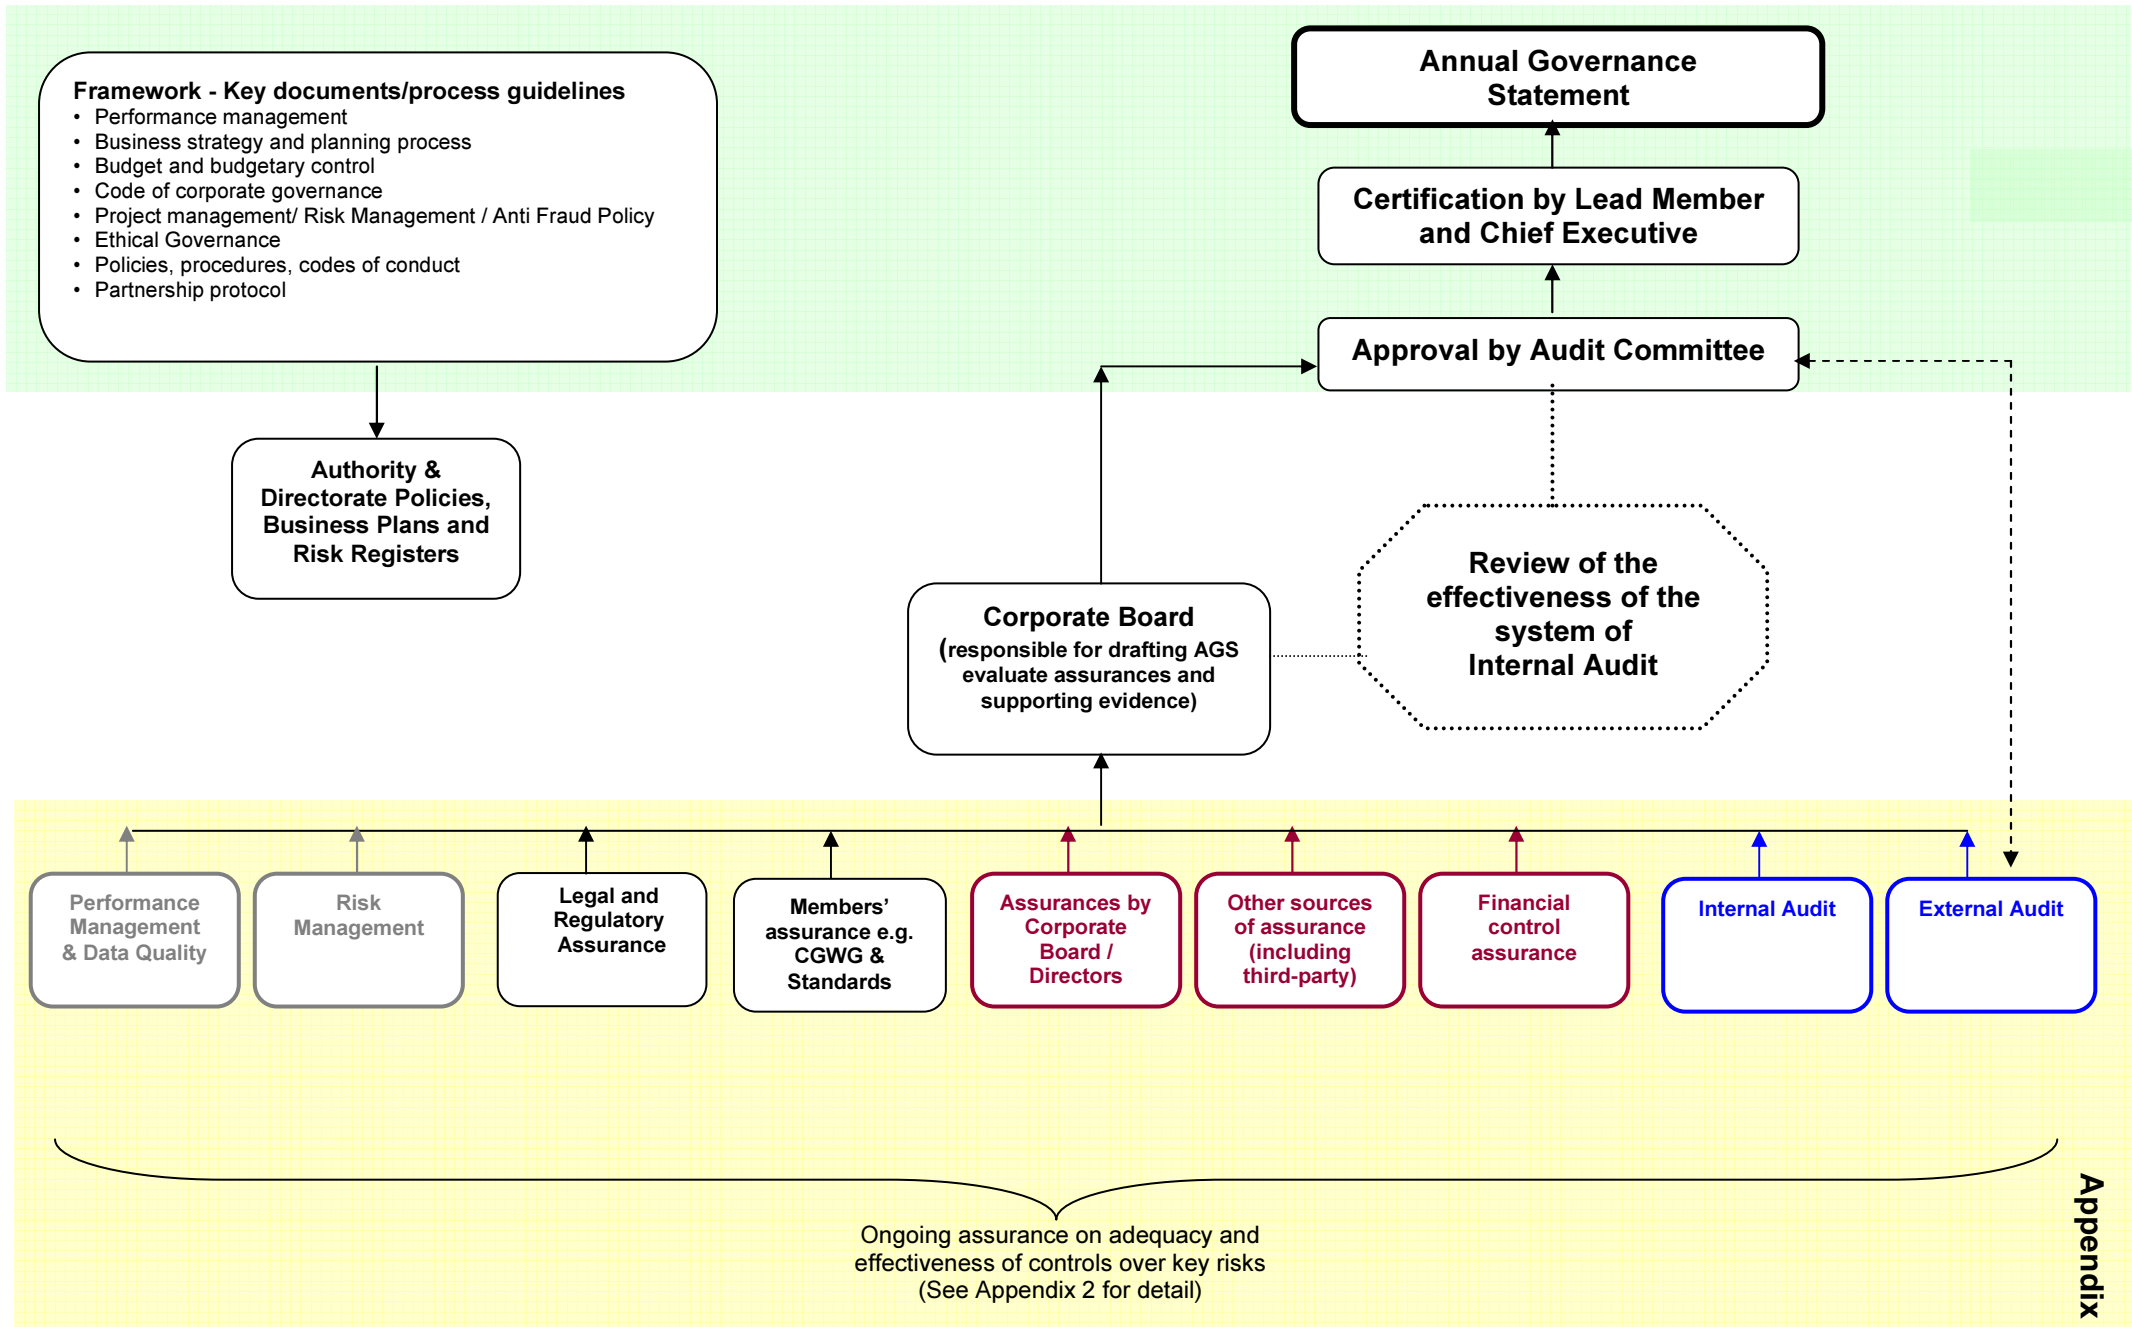 Framework - Key documents/process guidelines
• Performance management
• Business strategy and planning process
• Budget and budgetary control
• Code of corporate governance
• Project management/ Risk Management / Anti Fraud Policy
• Ethical Governance
• Policies, procedures, codes of conduct
• Partnership protocol
Annual Governance
Statement
Certification by Lead Member
and Chief Executive
Approval by Audit Committee
Authority &
Directorate Policies,
Business Plans and
Risk Registers
Corporate Board
(responsible for drafting AGS
evaluate assurances and
supporting evidence)
Review of the
effectiveness of the
system of
Internal Audit
Performance
Management
& Data Quality
Risk
Management
Legal and
Regulatory
Assurance
Members’
assurance e.g.
CGWG &
Standards
Assurances by
Corporate
Board /
Directors
Other sources
of assurance
(including
third-party)
Financial
control
assurance
Internal Audit
External Audit
Ongoing assurance on adequacy and
effectiveness of controls over key risks
(See Appendix 2 for detail)
Appendix